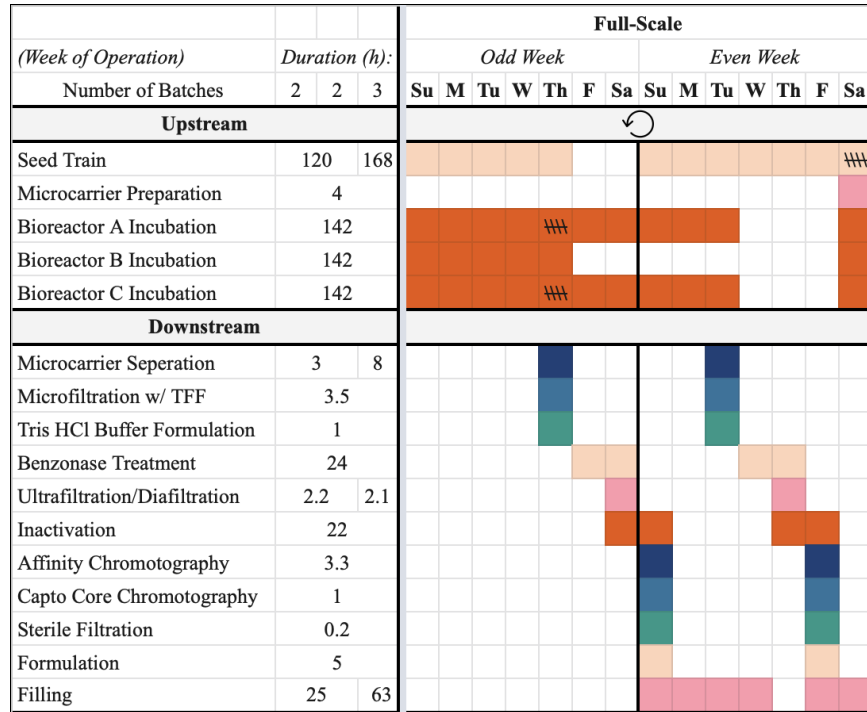 Full-Scale
(Week of Operation) Duration (h): Odd Week Even Week
Number of Batches 2 2 3 Su M Tu W Th F Sa Su M Tu W Th F Sa
Upstream
Seed Train 120 168
Microcarrier Preparation 4
Bioreactor A Incubation 142
Bioreactor B Incubation 142
Bioreactor C Incubation 142
Downstream
Microcarrier Seperation 3 8
Microfiltration w/ TFF 3.5
Tris HCl Buffer Formulation 1
Benzonase Treatment 24
Ultrafiltration/Diafiltration 2.2 2.1
Inactivation 22
Affinity Chromotography 3.3
Capto Core Chromotography 1
Sterile Filtration 0.2
Formulation 5
Filling 25 63